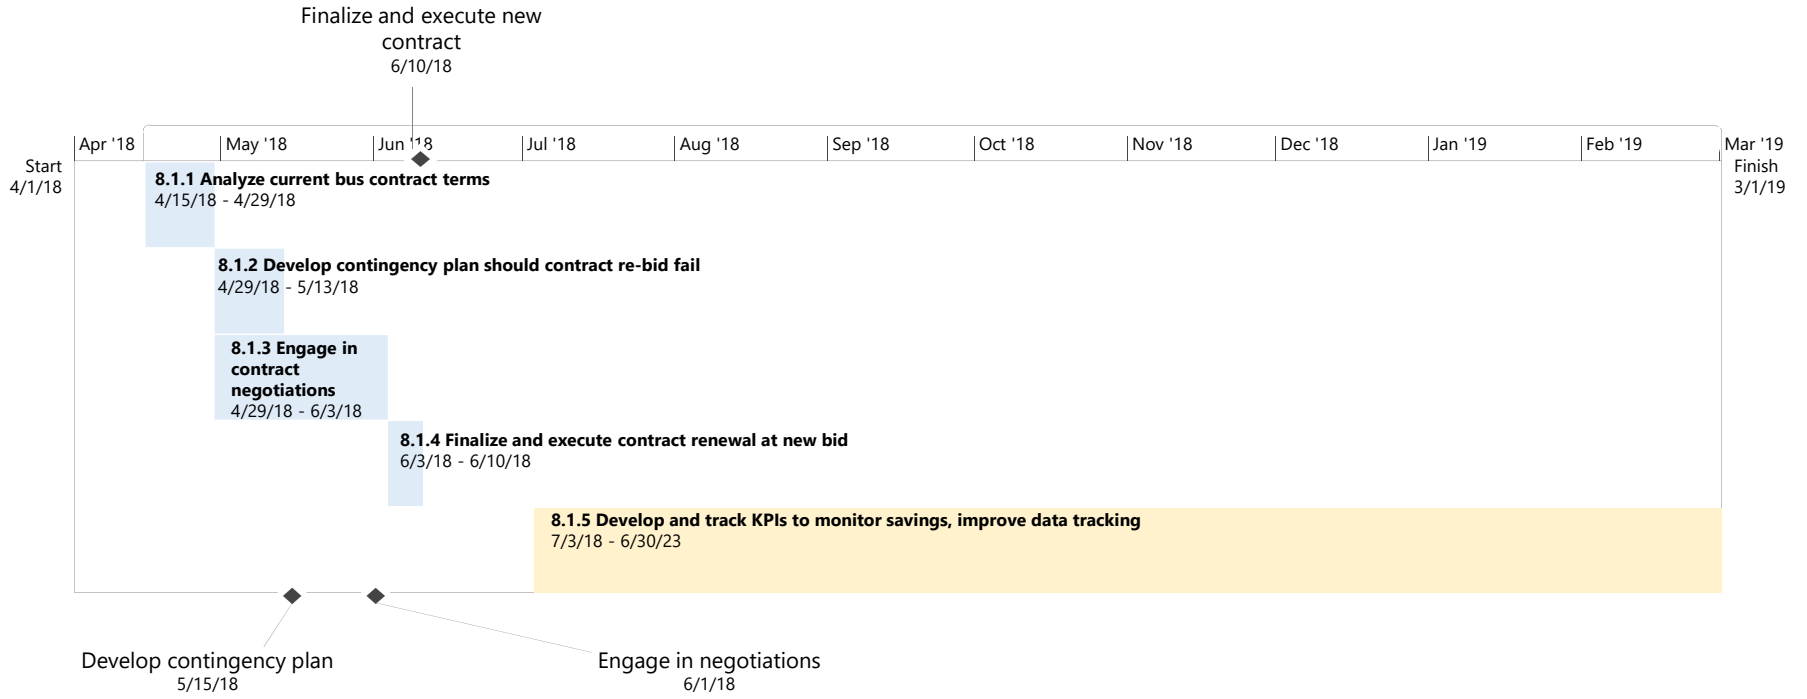 Finalize and execute new
contract
6/10/18
Apr '18
May '18
Jun '18
Jul '18
Aug '18
Sep '18
Oct '18
Nov '18
Dec '18
Jan '19
Feb '19
Mar '19
Start
4/1/18
Finish
3/1/19
8.1.1 Analyze current bus contract terms
4/15/18 - 4/29/18
8.1.2 Develop contingency plan should contract re-bid fail
4/29/18 - 5/13/18
8.1.3 Engage in
contract
negotiations
4/29/18 - 6/3/18
8.1.4 Finalize and execute contract renewal at new bid
6/3/18 - 6/10/18
8.1.5 Develop and track KPIs to monitor savings, improve data tracking
7/3/18 - 6/30/23
Develop contingency plan
5/15/18
Engage in negotiations
6/1/18